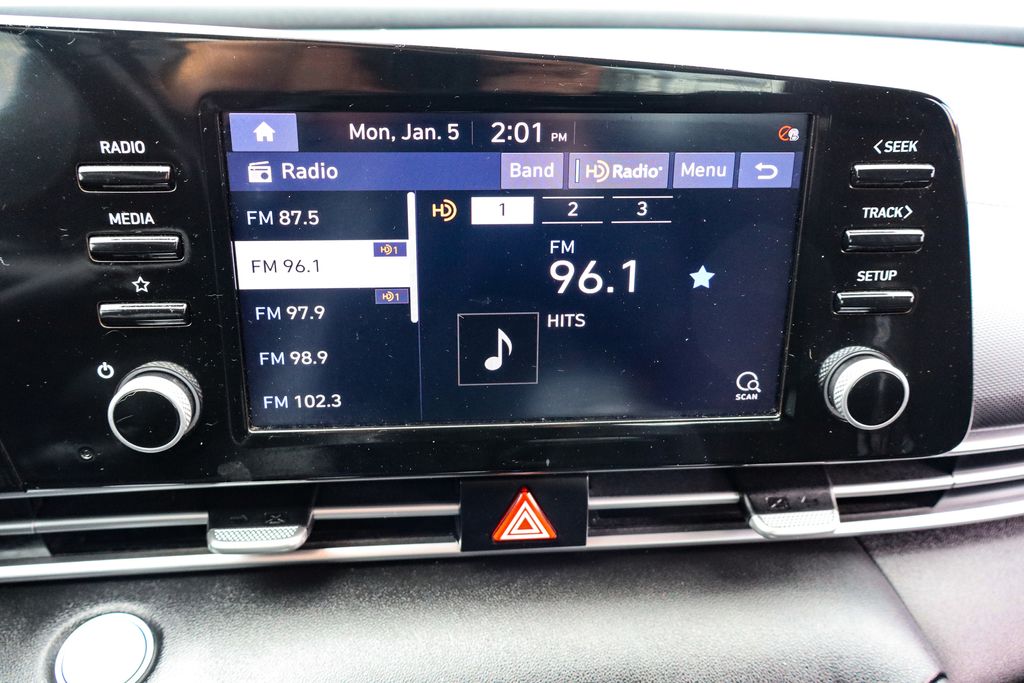 RADIO
MEDIA
Mon, Jan. 5 2:01 PM
Radio Band HD Radio Menu
FM 87.5
FM 96.1 HD1
FM 97.9 HD1
FM 98.9
FM 102.3
HD 1 2 3
FM
96.1
HITS
SCAN
<SEEK
TRACK>
SETUP